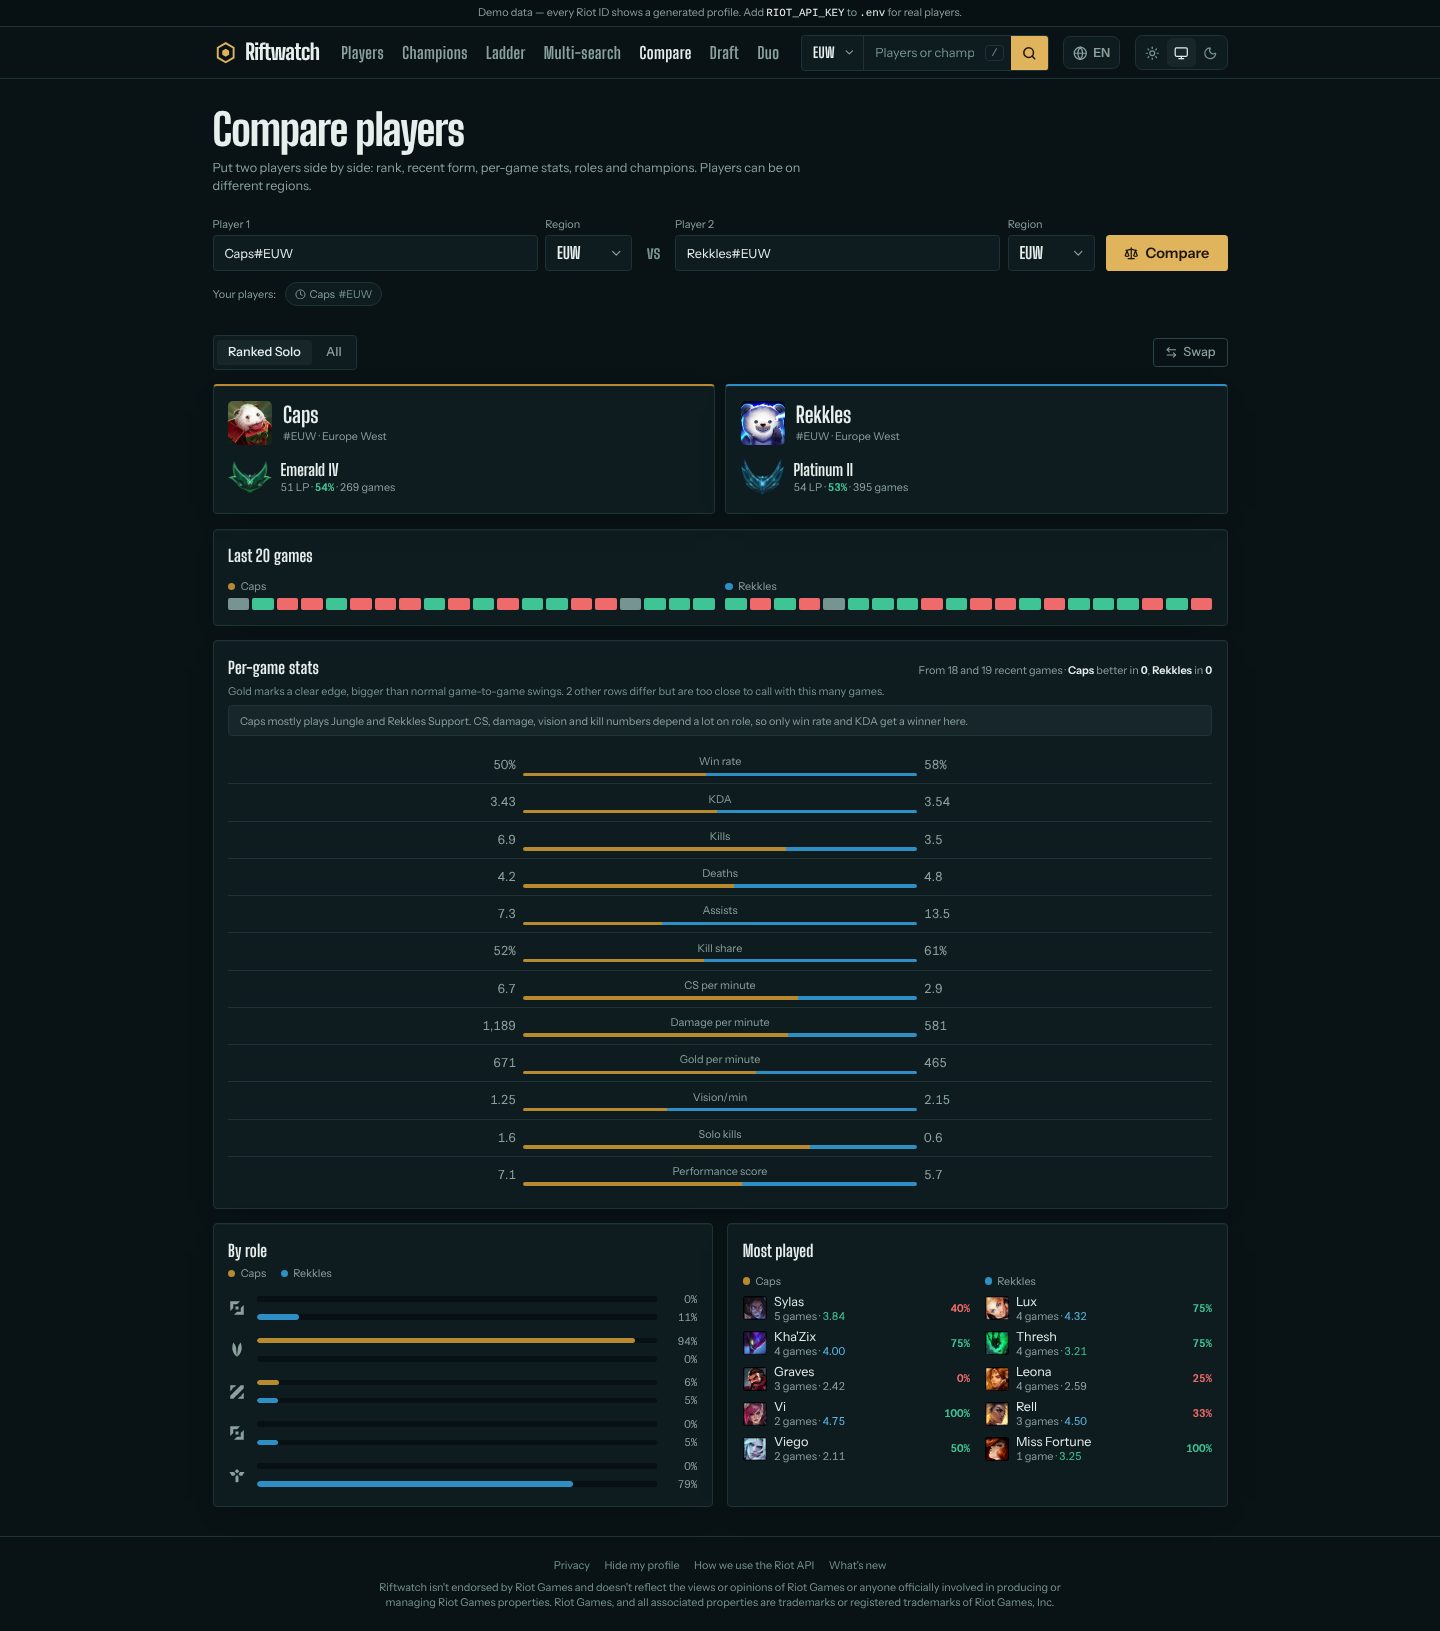 Demo data — every Riot ID shows a generated profile. Add RIOT_API_KEY to .env for real players.
Riftwatch Players Champions Ladder Multi-search Compare Draft Duo EUW Players or champ / EN
Compare players
Put two players side by side: rank, recent form, per-game stats, roles and champions. Players can be on
different regions.
Player 1 Region Player 2 Region
Caps#EUW EUW VS Rekkles#EUW EUW Compare
Your players: Caps #EUW
Ranked Solo All Swap
Caps
#EUW · Europe West
Emerald IV
51 LP · 54% · 269 games
Rekkles
#EUW · Europe West
Platinum II
54 LP · 53% · 395 games
Last 20 games
Caps Rekkles
Per-game stats
From 18 and 19 recent games · Caps better in 0, Rekkles in 0
Gold marks a clear edge, bigger than normal game-to-game swings. 2 other rows differ but are too close to call with this many games.
Caps mostly plays Jungle and Rekkles Support. CS, damage, vision and kill numbers depend a lot on role, so only win rate and KDA get a winner here.
50% Win rate 58%
3.43 KDA 3.54
6.9 Kills 3.5
4.2 Deaths 4.8
7.3 Assists 13.5
52% Kill share 61%
6.7 CS per minute 2.9
1,189 Damage per minute 581
671 Gold per minute 465
1.25 Vision/min 2.15
1.6 Solo kills 0.6
7.1 Performance score 5.7
By role
Caps Rekkles
0%
11%
94%
0%
6%
5%
0%
5%
0%
79%
Most played
Caps
Sylas
5 games · 3.84 40%
Kha'Zix
4 games · 4.00 75%
Graves
3 games · 2.42 0%
Vi
2 games · 4.75 100%
Viego
2 games · 2.11 50%
Rekkles
Lux
4 games · 4.32 75%
Thresh
4 games · 3.21 75%
Leona
4 games · 2.59 25%
Rell
3 games · 4.50 33%
Miss Fortune
1 game · 3.25 100%
Privacy Hide my profile How we use the Riot API What's new
Riftwatch isn't endorsed by Riot Games and doesn't reflect the views or opinions of Riot Games or anyone officially involved in producing or
managing Riot Games properties. Riot Games, and all associated properties are trademarks or registered trademarks of Riot Games, Inc.